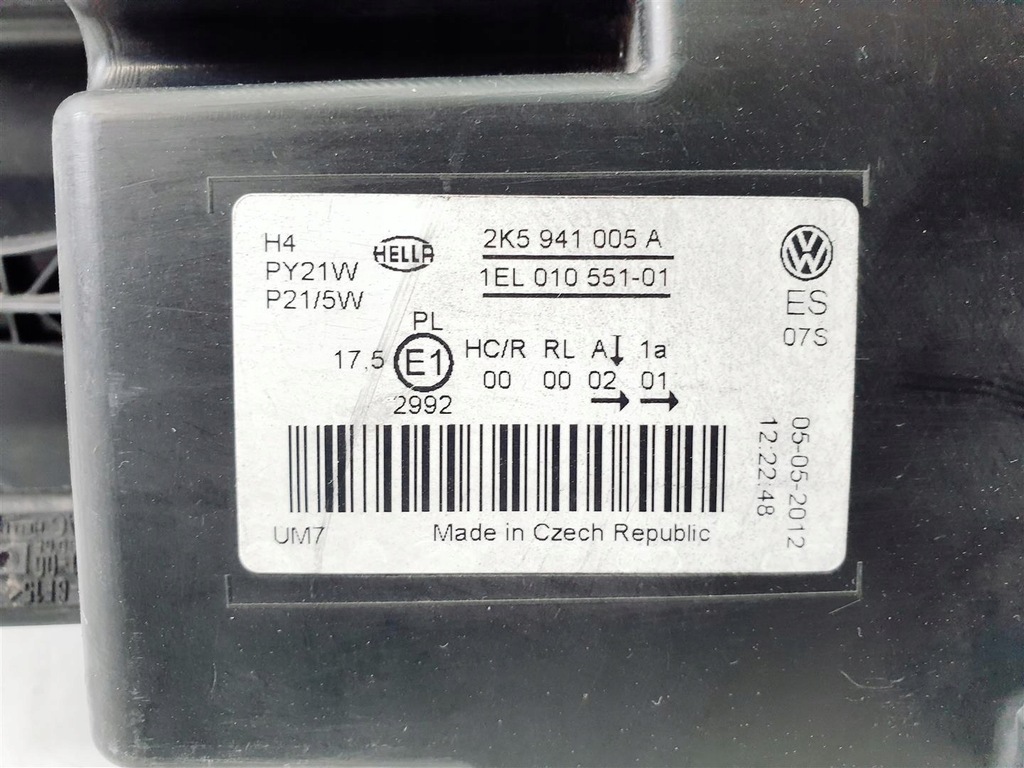 H4
PY21W
P21/5W
HELLA
2K5 941 005 A
1EL 010 551-01
ES
07S
PL
17,5 E1
2992
HC/R RL A 1a
00 00 02 01
05-05-2012
12:22:48
UM7
Made in Czech Republic